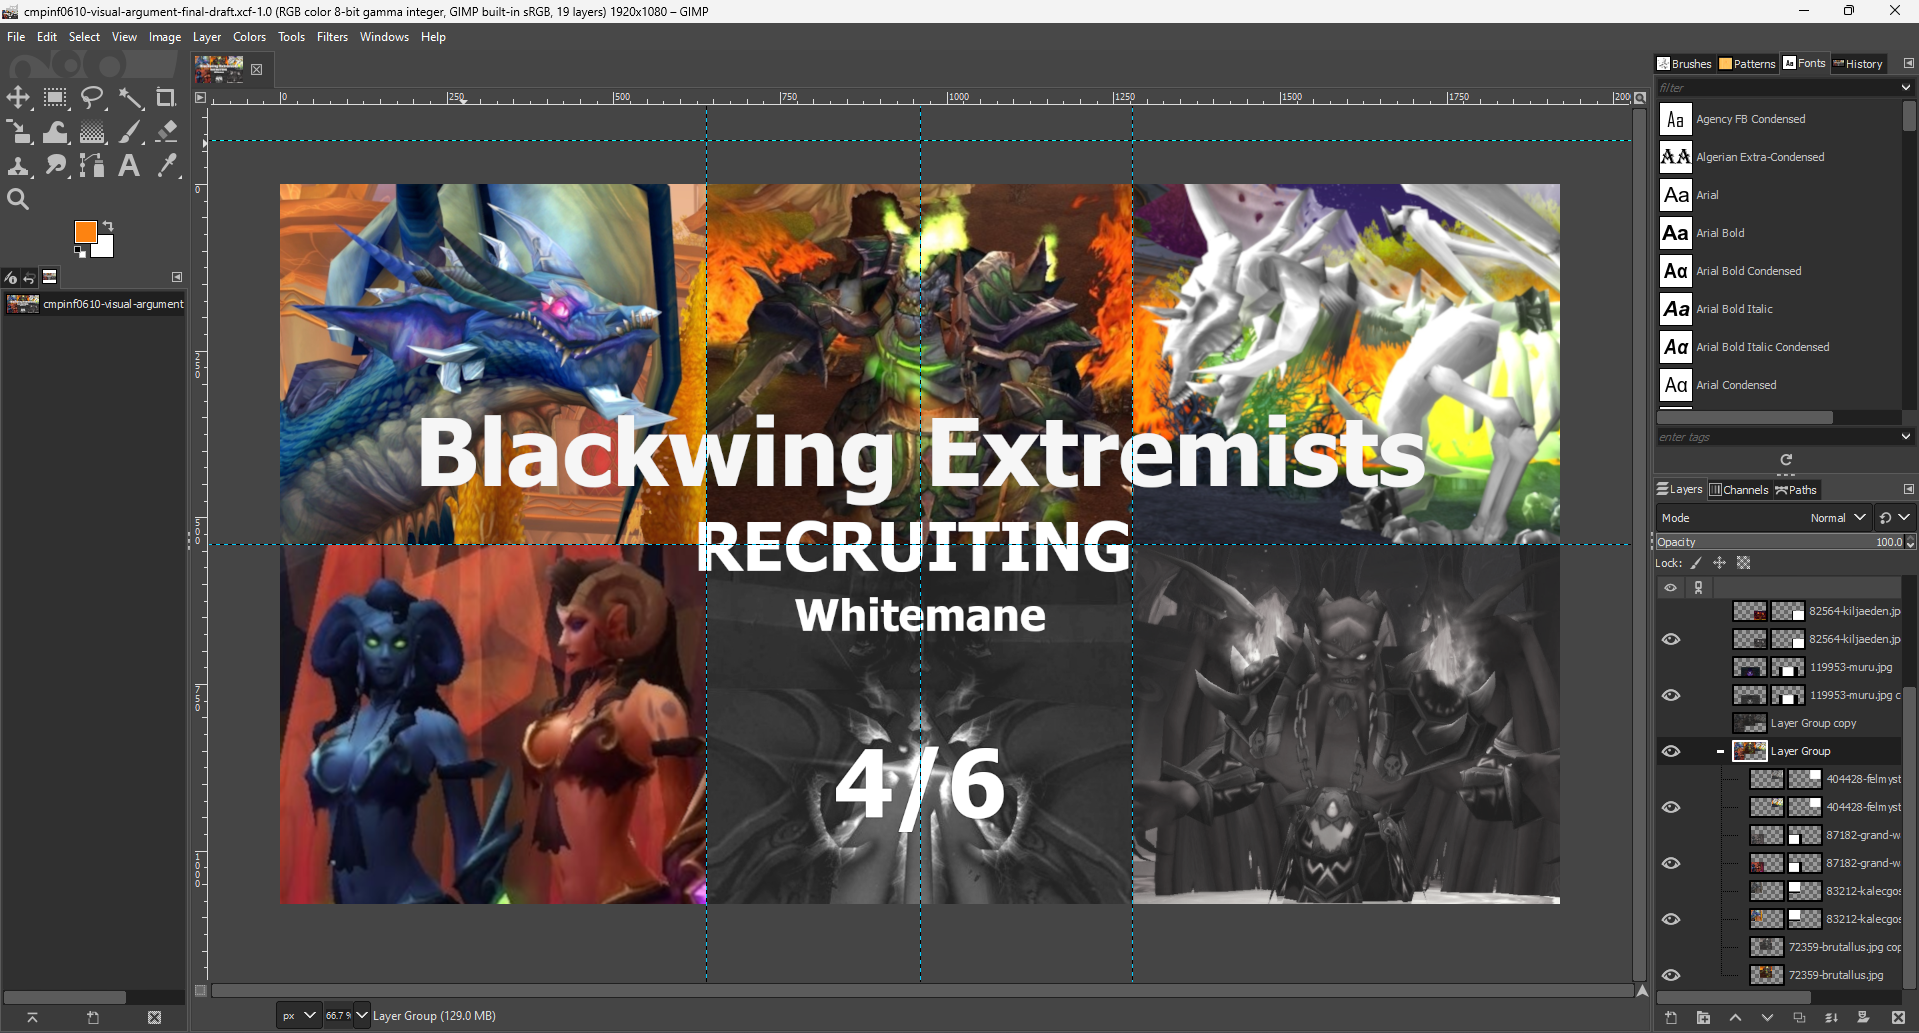 cmpinf0610-visual-argument-final-draft.xcf-1.0 (RGB color 8-bit gamma integer, GIMP built-in sRGB, 19 layers) 1920x1080 – GIMP
File Edit Select View Image Layer Colors Tools Filters Windows Help
Brushes Patterns Fonts History
filter
Agency FB Condensed
Algerian Extra-Condensed
Arial
Arial Bold
Arial Bold Condensed
Arial Bold Italic
Arial Bold Italic Condensed
Arial Condensed
enter tags
0 250 500 750 1000 1250 1500 1750 200
0
250
500
750
1000
cmpinf0610-visual-argument
Blackwing Extremists
RECRUITING
Whitemane
4/6
Layers Channels Paths
Mode Normal
Opacity 100.0
Lock:
82564-kiljaeden.jp
82564-kiljaeden.jp
119953-muru.jpg
119953-muru.jpg c
Layer Group copy
Layer Group
404428-felmyst
404428-felmyst
87182-grand-w
87182-grand-w
83212-kalecgos
83212-kalecgos
72359-brutallus.jpg cop
72359-brutallus.jpg
px 66.7 % Layer Group (129.0 MB)